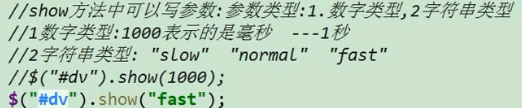 //show方法中可以写参数:参数类型:1.数字类型,2字符串类型
//1数字类型:1000表示的是毫秒  ---1秒
//2字符串类型: "slow"  "normal"  "fast"
//$("#dv").show(1000);
$("#dv").show("fast");